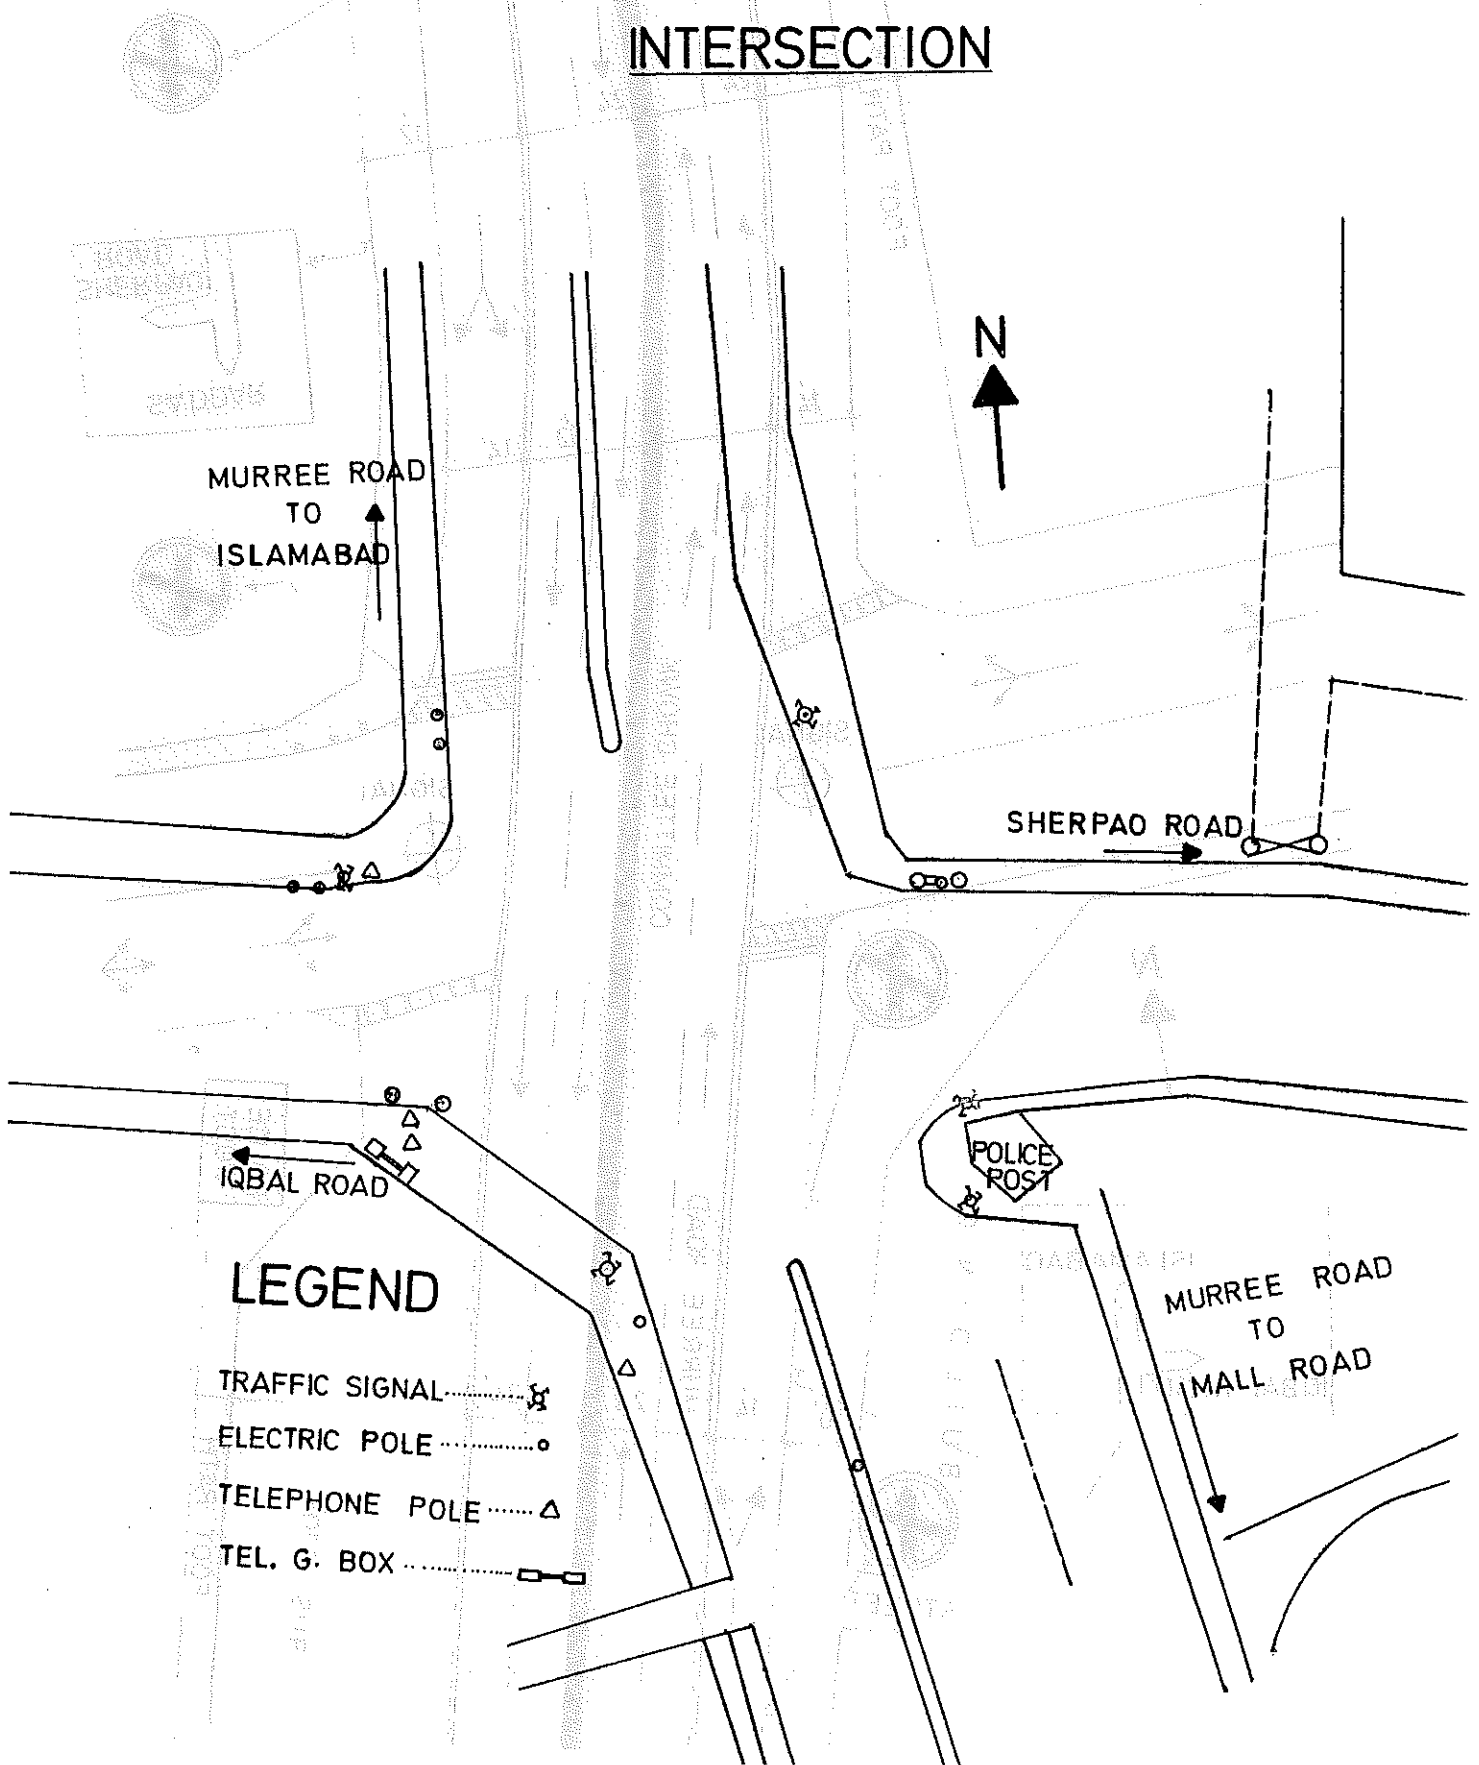 INTERSECTION
N
MURREE ROAD
TO
ISLAMABAD
SHERPAO ROAD
POLICE
POST
IQBAL ROAD
MURREE ROAD
TO
MALL ROAD
LEGEND
TRAFFIC SIGNAL
ELECTRIC POLE
TELEPHONE POLE
TEL. G. BOX